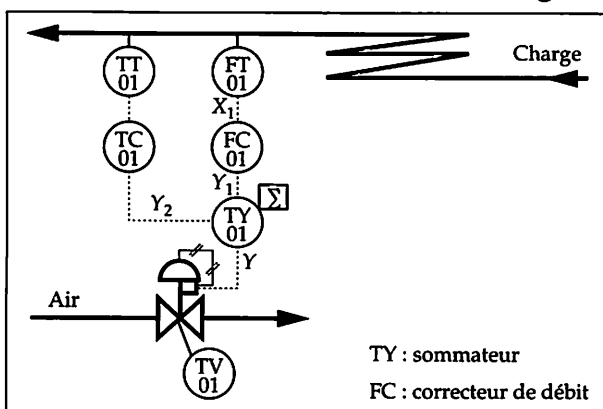 TT
01
FT
01
Charge
X₁
TC
01
FC
01
Y₁
Y₂
TY
01
Σ
Y
Air
TV
01
TY : sommateur
FC : correcteur de débit